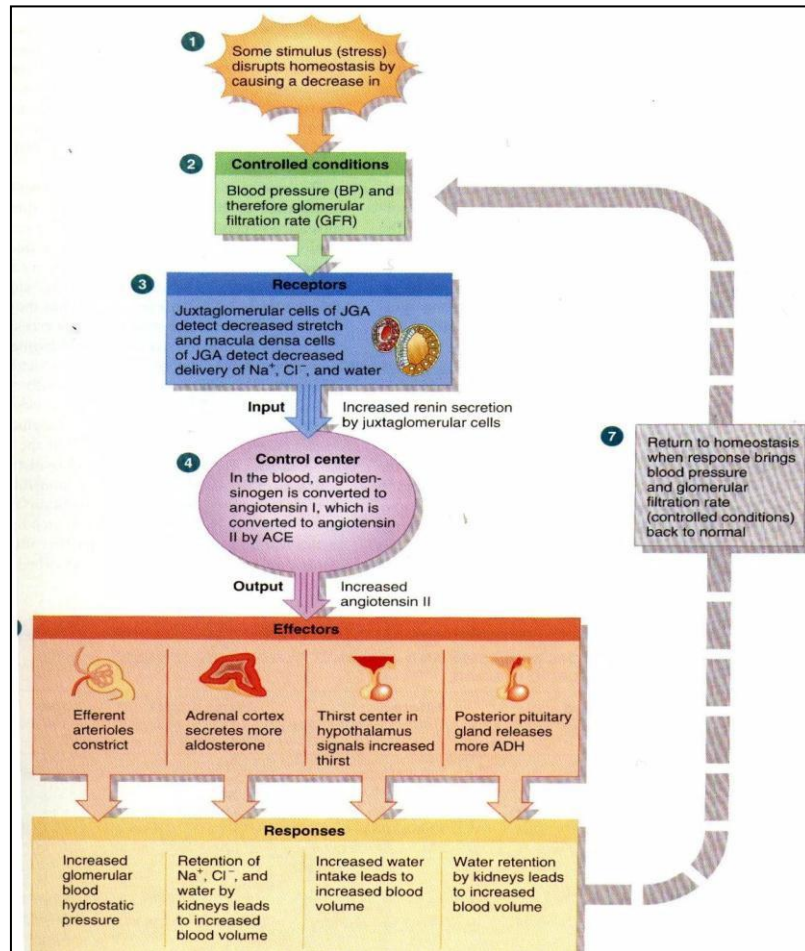 1
Some stimulus (stress)
disrupts homeostasis by
causing a decrease in
2
Controlled conditions
Blood pressure (BP) and
therefore glomerular
filtration rate (GFR)
3
Receptors
Juxtaglomerular cells of JGA
detect decreased stretch
and macula densa cells
of JGA detect decreased
delivery of Na⁺, Cl⁻, and water
Input
Increased renin secretion
by juxtaglomerular cells
4
Control center
In the blood, angioten-
sinogen is converted to
angiotensin I, which is
converted to angiotensin
II by ACE
Output
Increased
angiotensin II
Effectors
Efferent
arterioles
constrict
Adrenal cortex
secretes more
aldosterone
Thirst center in
hypothalamus
signals increased
thirst
Posterior pituitary
gland releases
more ADH
Responses
Increased
glomerular
blood
hydrostatic
pressure
Retention of
Na⁺, Cl⁻, and
water by
kidneys leads
to increased
blood volume
Increased water
intake leads to
increased blood
volume
Water retention
by kidneys leads
to increased
blood volume
7
Return to homeostasis
when response brings
blood pressure
and glomerular
filtration rate
(controlled conditions)
back to normal